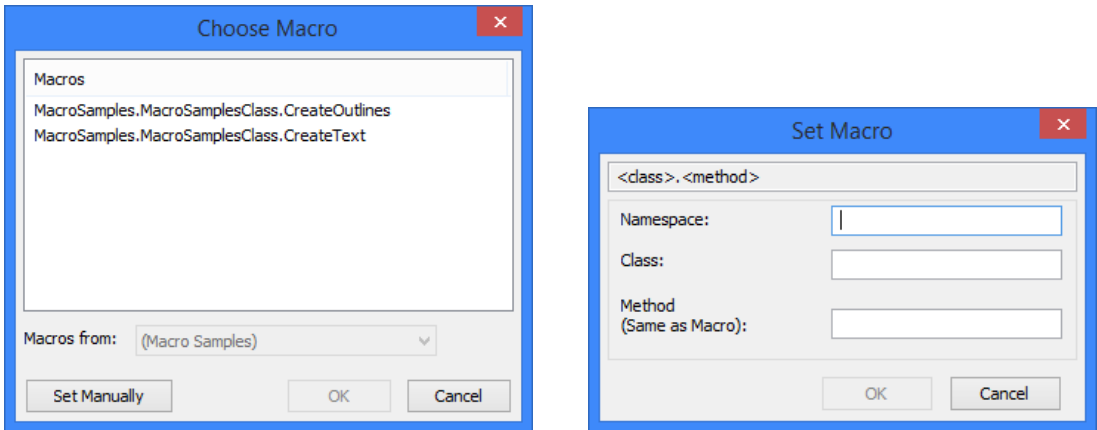 Choose Macro
Macros
MacroSamples.MacroSamplesClass.CreateOutlines
MacroSamples.MacroSamplesClass.CreateText
Macros from: (Macro Samples)
Set Manually OK Cancel
Set Macro
<class>.<method>
Namespace:
Class:
Method
(Same as Macro):
OK Cancel